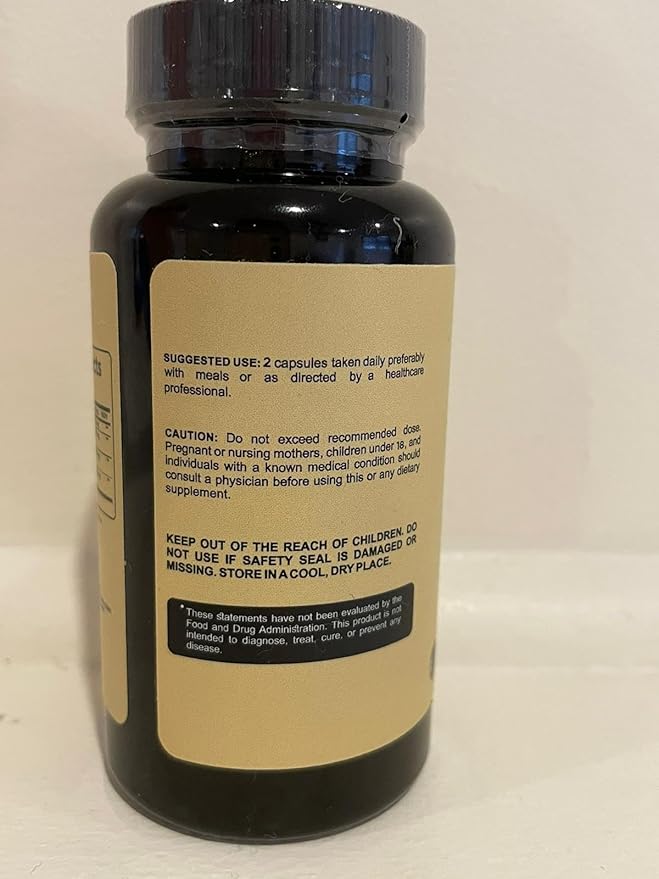 cts
SUGGESTED USE: 2 capsules taken daily preferably
with meals or as directed by a healthcare
professional.
CAUTION: Do not exceed recommended dose.
Pregnant or nursing mothers, children under 18, and
individuals with a known medical condition should
consult a physician before using this or any dietary
supplement.
KEEP OUT OF THE REACH OF CHILDREN. DO
NOT USE IF SAFETY SEAL IS DAMAGED OR
MISSING. STORE IN A COOL, DRY PLACE.
*These statements have not been evaluated by the
Food and Drug Administration. This product is not
intended to diagnose, treat, cure, or prevent any
disease.